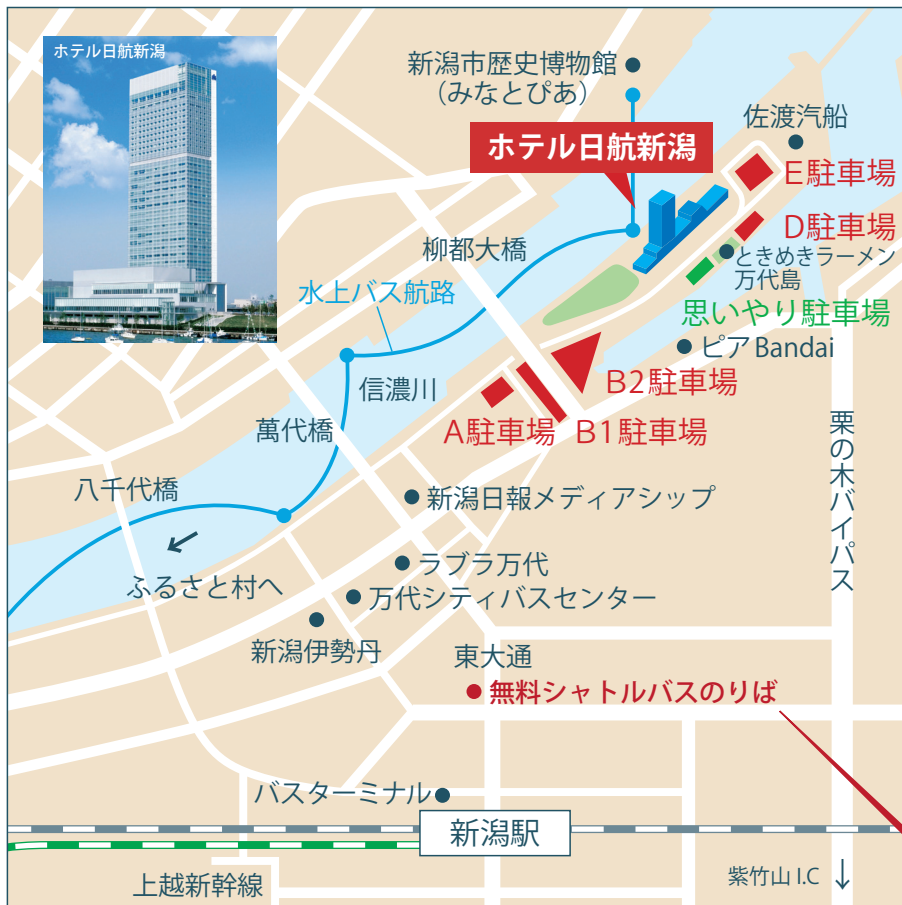 ホテル日航新潟
新潟市歴史博物館
（みなとぴあ）
佐渡汽船
ホテル日航新潟
E駐車場
D駐車場
柳都大橋
ときめきラーメン
万代島
水上バス航路
思いやり駐車場
ピアBandai
信濃川
B2駐車場
萬代橋
A駐車場
B1駐車場
栗の木バイパス
八千代橋
新潟日報メディアシップ
ラブラ万代
ふるさと村へ
万代シティバスセンター
新潟伊勢丹
東大通
無料シャトルバスのりば
バスターミナル
新潟駅
上越新幹線
紫竹山I.C